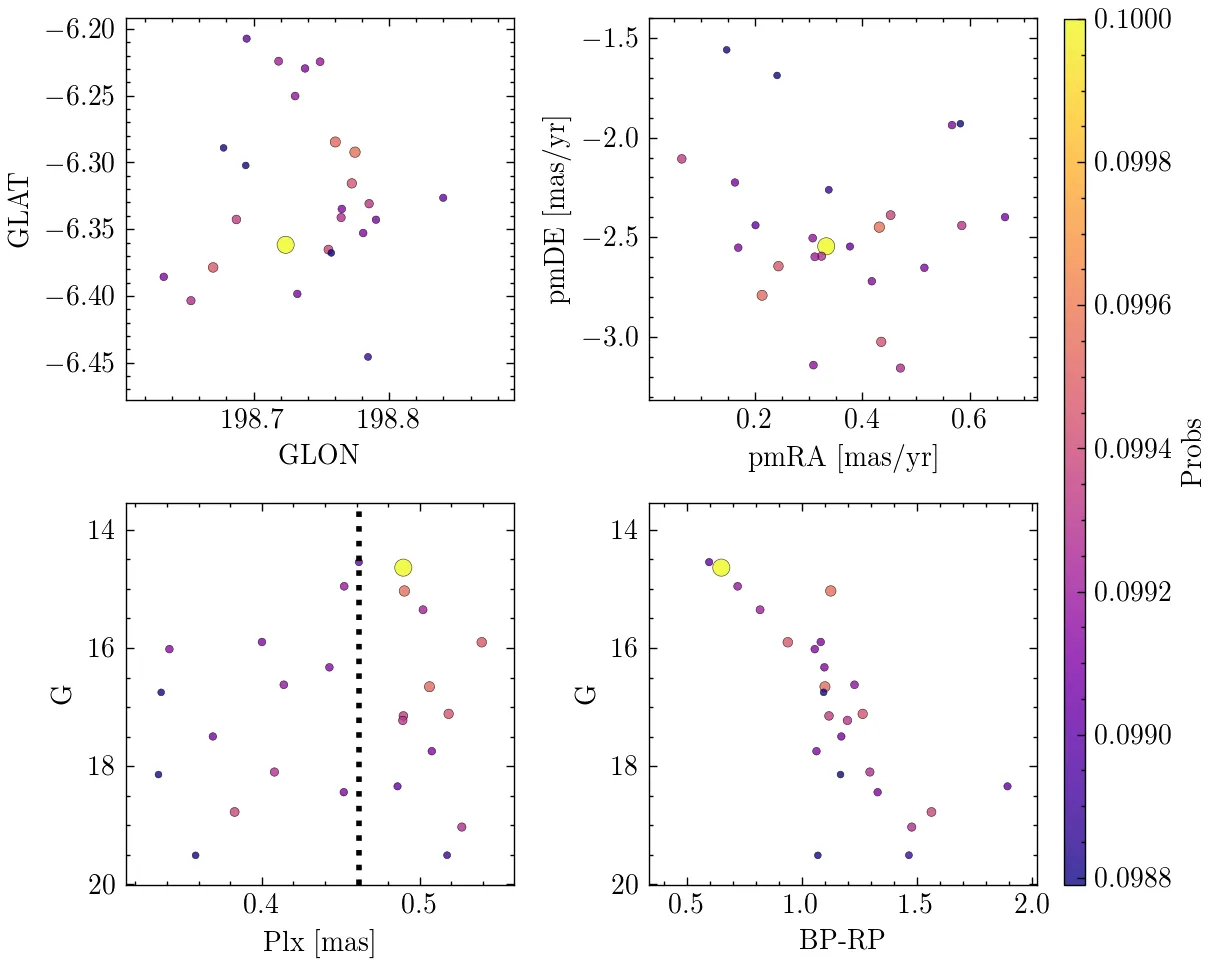 −6.20
−6.25
−6.30
−6.35
−6.40
−6.45
GLAT
198.7 198.8
GLON
−1.5
−2.0
−2.5
−3.0
pmDE [mas/yr]
0.2 0.4 0.6
pmRA [mas/yr]
14
16
18
20
G
0.4 0.5
Plx [mas]
14
16
18
20
G
0.5 1.0 1.5 2.0
BP-RP
0.1000
0.0998
0.0996
0.0994
0.0992
0.0990
0.0988
Probs